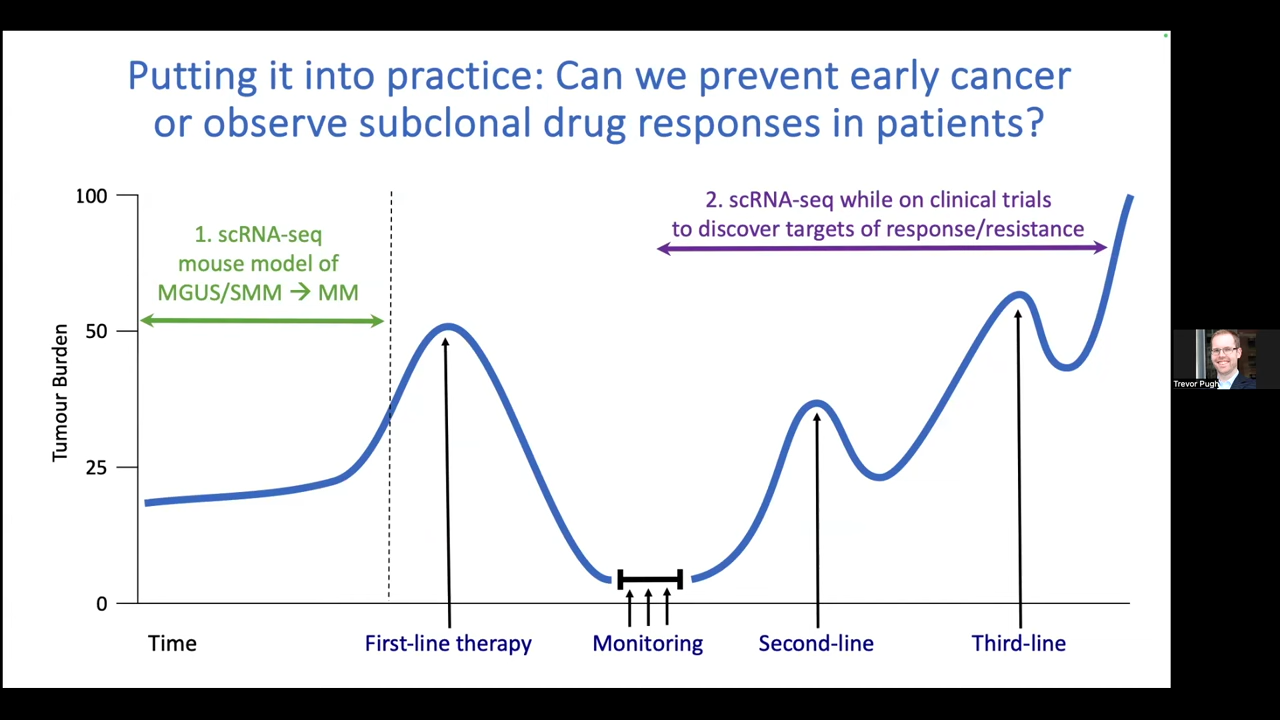 Putting it into practice: Can we prevent early cancer
or observe subclonal drug responses in patients?
100
50
25
0
Tumour Burden
1. scRNA-seq
mouse model of
MGUS/SMM → MM
2. scRNA-seq while on clinical trials
to discover targets of response/resistance
Time
First-line therapy
Monitoring
Second-line
Third-line
Trevor Pugh